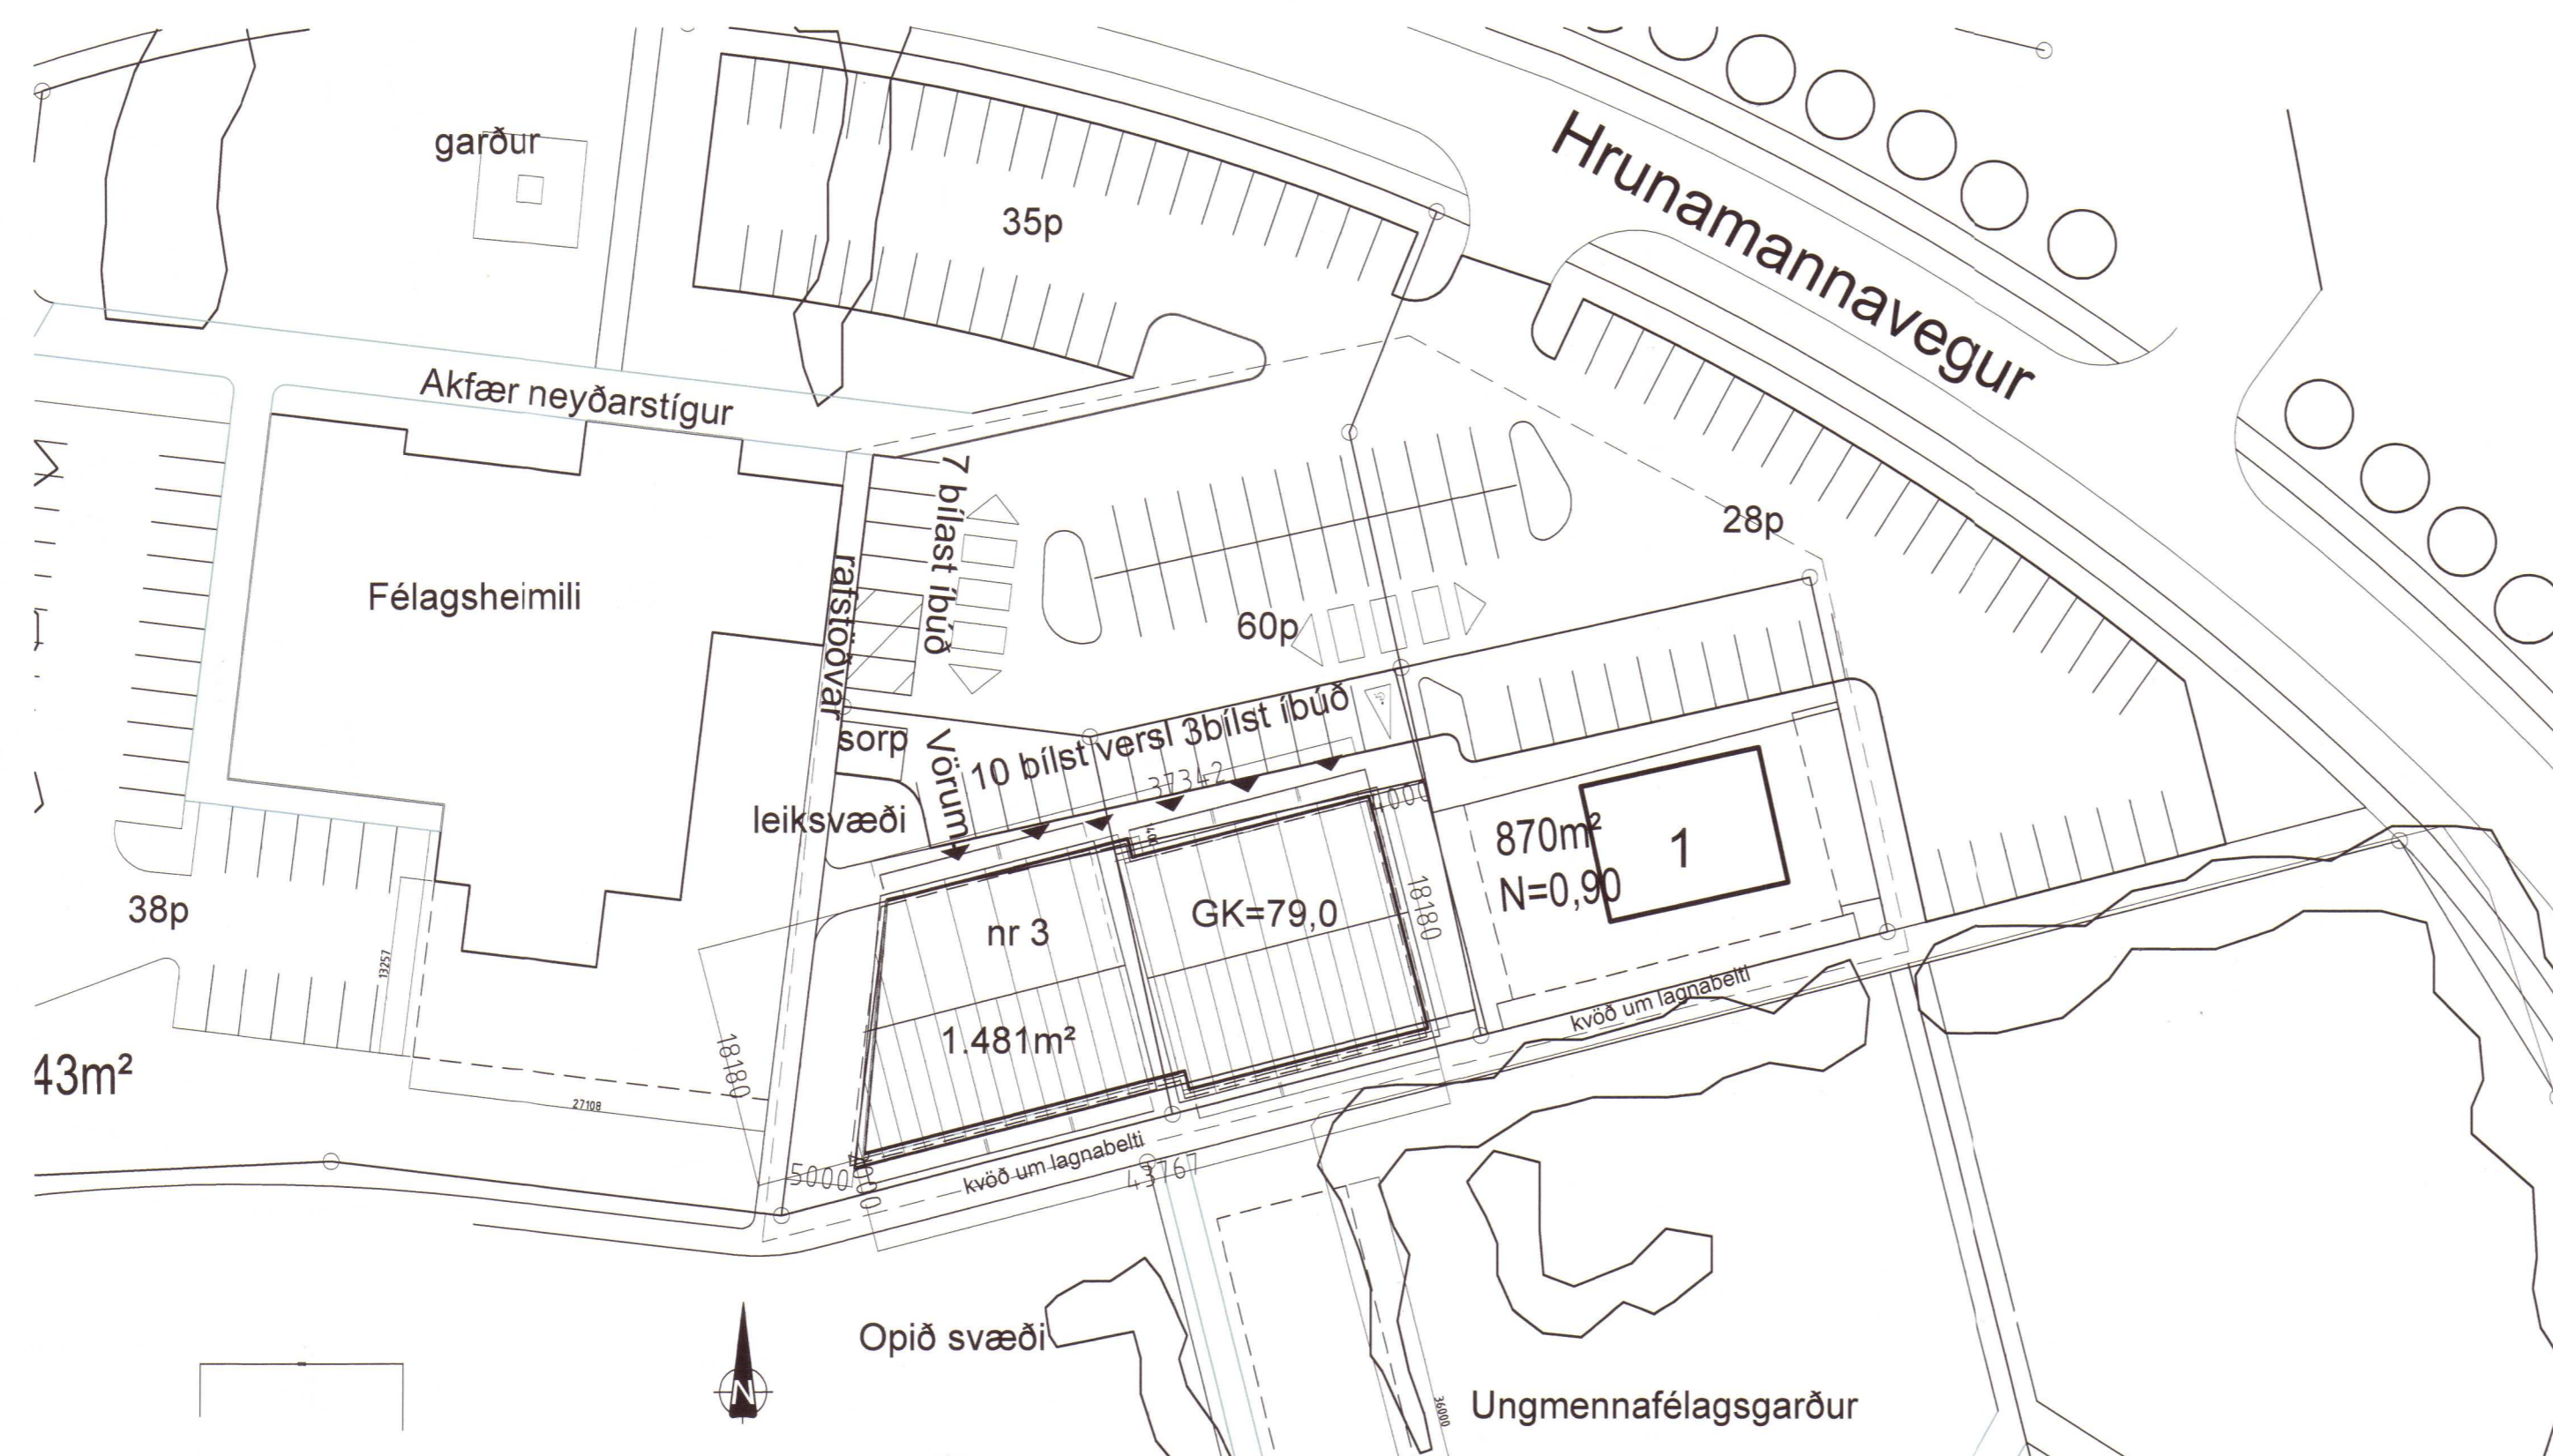 garður
35p
Hrunamannavegur
Akfær neyðarstígur
7 bílast íbúð
28p
rafstöðvar
Félagsheimili
60p
sorp
Vörum
10 bílst versl 3bílst íbúð
37342
leiksvæði
870m²
1
N=0,90
18180
38p
nr 3
GK=79,0
13257
kvöð um lagnabelti
1.481m²
43m²
18180
27108
5000
kvöð um lagnabelti
43767
Opið svæði
N
36000
Ungmennafélagsgarður